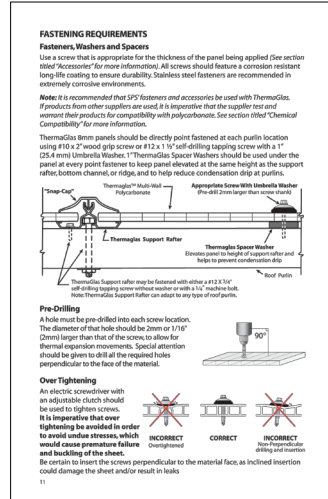 FASTENING REQUIREMENTS
Fasteners, Washers and Spacers
Use a screw that is appropriate for the thickness of the panel being applied (See section
titled "Accessories" for more information). All screws should feature a corrosion resistant
long-life coating to ensure durability. Stainless steel fasteners are recommended in
extremely corrosive environments.
Note: It is recommended that SPS' fasteners and accessories be used with ThermaGlas.
If products from other suppliers are used, it is imperative that the supplier test and
warrant their products for compatibility with polycarbonate. See section titled "Chemical
Compatibility" for more information.
ThermaGlas 8mm panels should be directly point fastened at each purlin location
using #10 x 2" wood grip screw or #12 x 1 ½" self-drilling tapping screw with a 1"
(25.4 mm) Umbrella Washer. 1" ThermaGlas Spacer Washers should be used under the
panel at every point fastener to keep panel elevated at the same height as the support
rafter, bottom channel, or ridge, and to help reduce condensation drip at purlins.
"Snap-Cap"
Thermaglas™ Multi-Wall
Polycarbonate
Appropriate Screw With Umbrella Washer
(Pre-drill 2mm larger than screw shank)
Thermaglas Support Rafter
Thermaglas Spacer Washer
Elevates panel to height of support rafter and
helps to prevent condensation drip
Roof Purlin
ThermaGlas Support rafter may be fastened with either a #12 X ¾"
self-drilling tapping screw without washer or with a ¼" machine bolt.
Note: ThermaGlas Support Rafter can adapt to any type of roof purlin.
Pre-Drilling
A hole must be pre-drilled into each screw location.
The diameter of that hole should be 2mm or 1/16"
(2mm) larger than that of the screw, to allow for
thermal expansion movements. Special attention
should be given to drill all the required holes
perpendicular to the face of the material.
90°
Over Tightening
An electric screwdriver with
an adjustable clutch should
be used to tighten screws.
It is imperative that over
tightening be avoided in order
to avoid undue stresses, which
would cause premature failure
and buckling of the sheet.
INCORRECT
Overtightened
CORRECT
INCORRECT
Non-Perpendicular
drilling and insertion
Be certain to insert the screws perpendicular to the material face, as inclined insertion
could damage the sheet and/or result in leaks
11